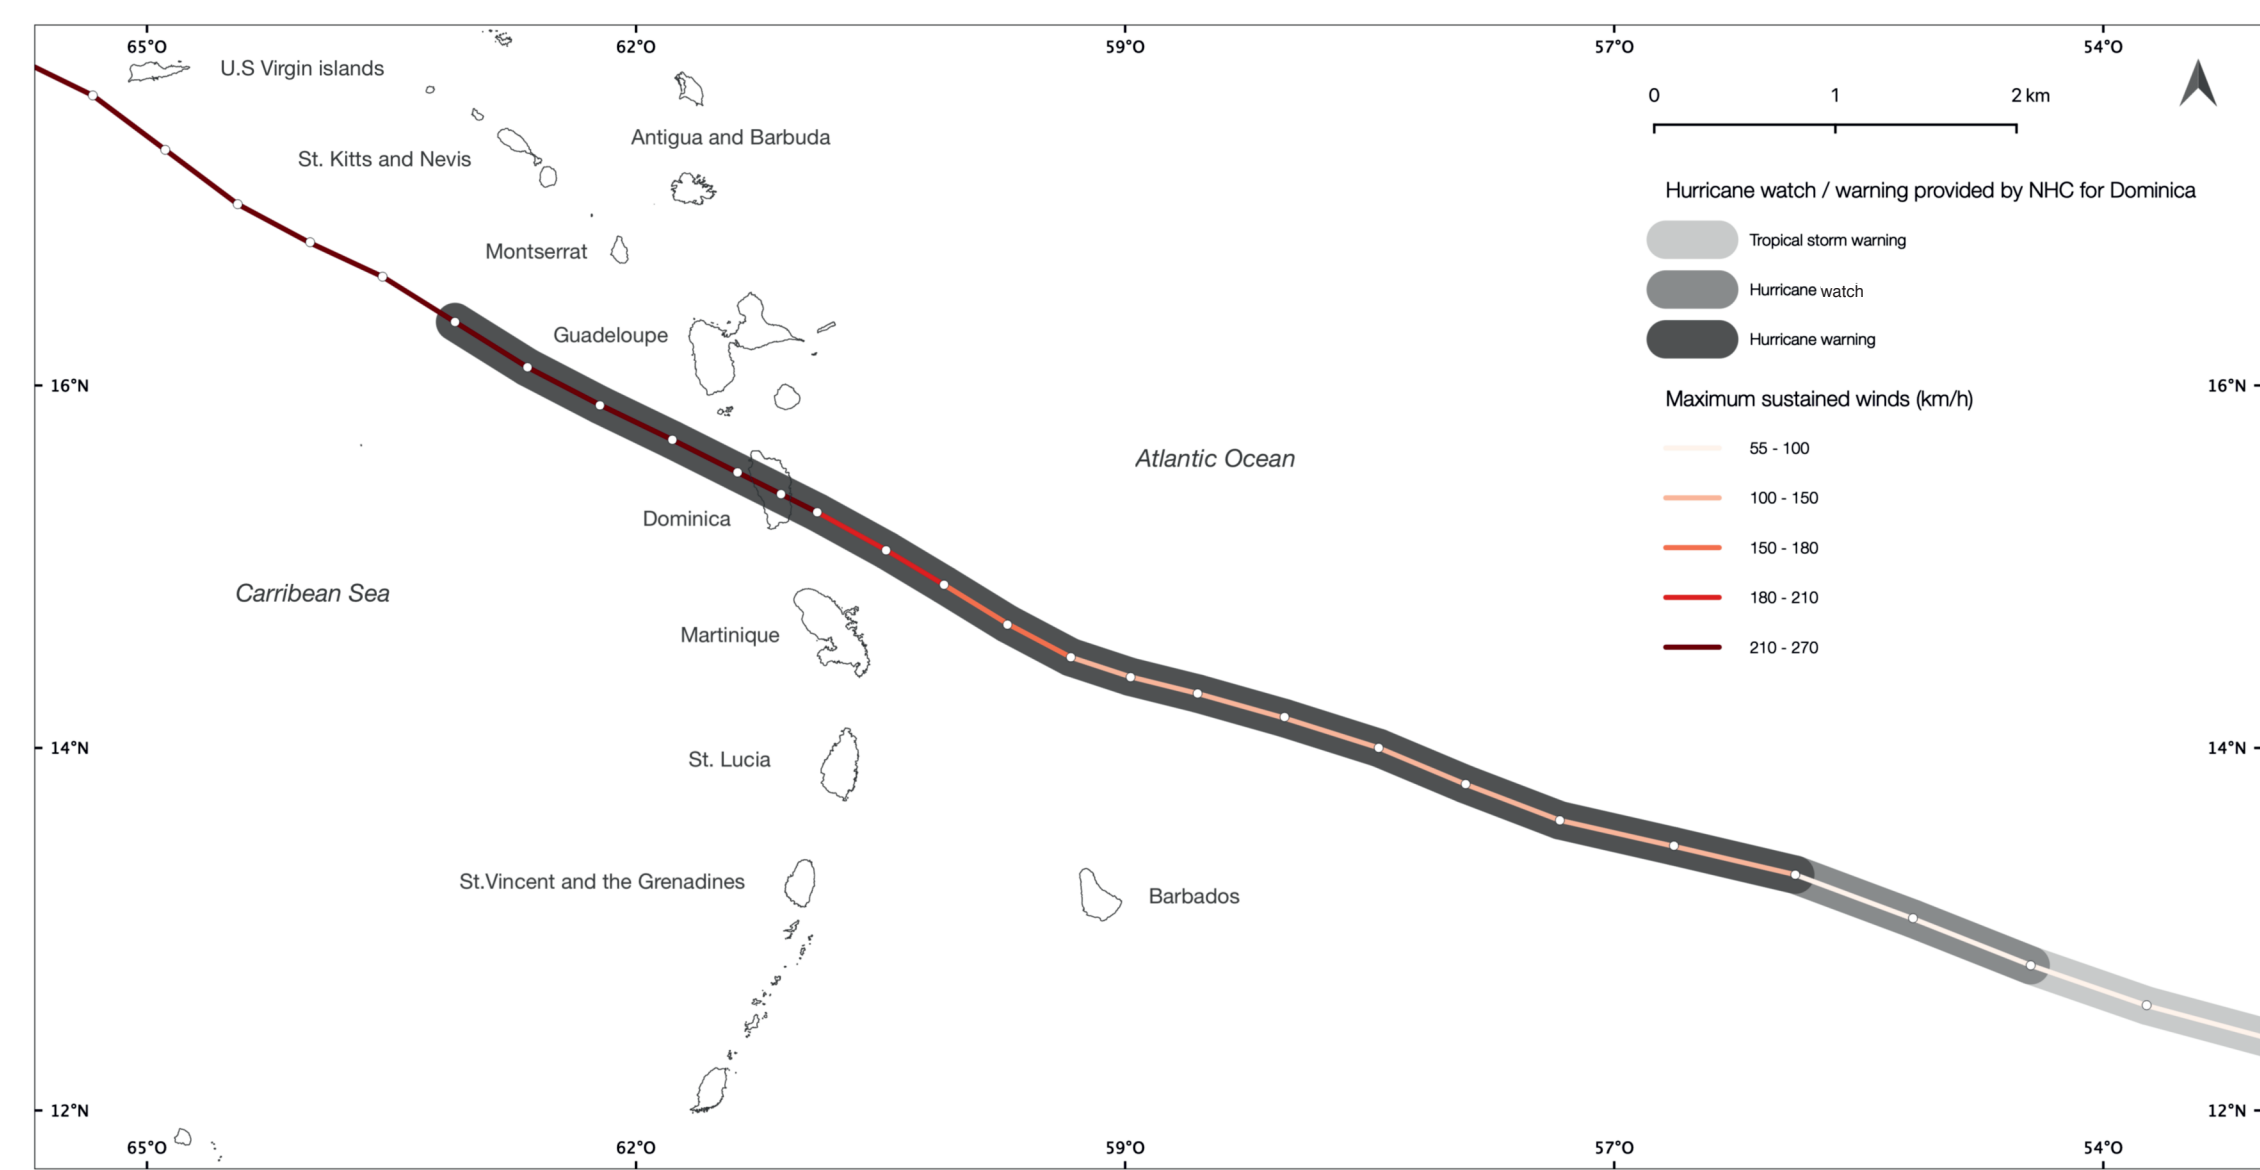 65°O 62°O 59°O 57°O 54°O
U.S Virgin islands
0 1 2 km
Antigua and Barbuda
St. Kitts and Nevis
Hurricane watch / warning provided by NHC for Dominica
Tropical storm warning
Montserrat
Hurricane watch
Guadeloupe
Hurricane warning
16°N 16°N
Maximum sustained winds (km/h)
55 - 100
Atlantic Ocean
100 - 150
Dominica
150 - 180
Carribean Sea
180 - 210
Martinique
210 - 270
14°N 14°N
St. Lucia
St.Vincent and the Grenadines
Barbados
12°N 12°N
65°O 62°O 59°O 57°O 54°O